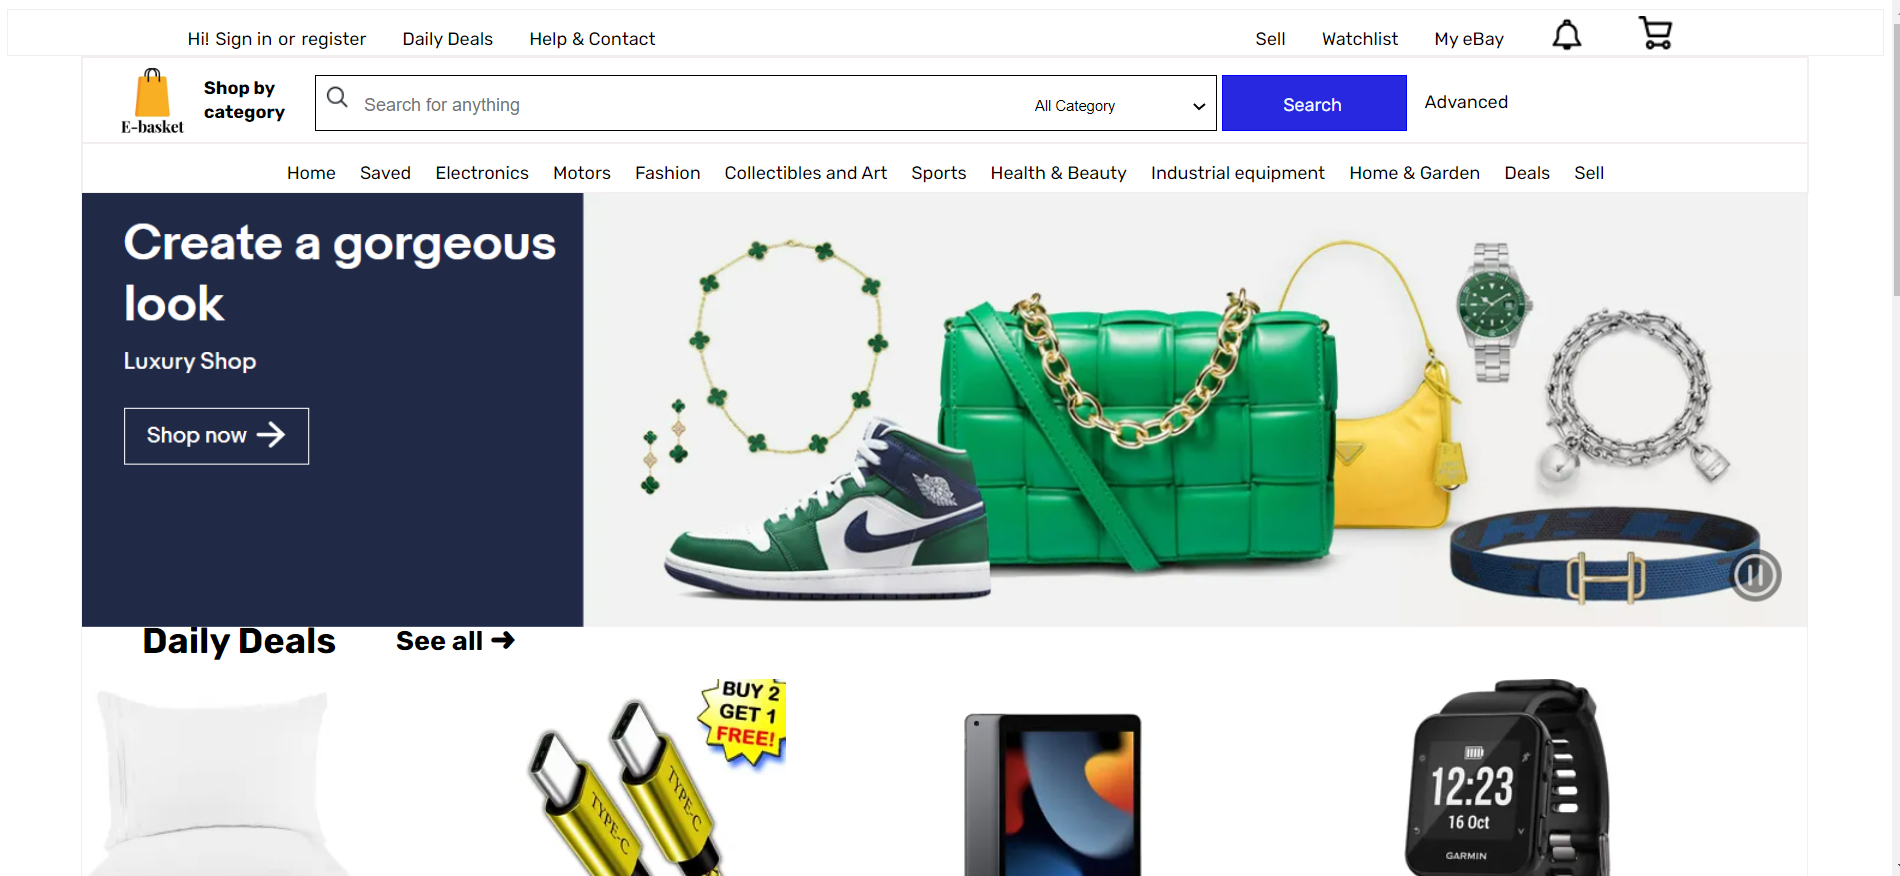 Hi! Sign in or register Daily Deals Help & Contact Sell Watchlist My eBay
E-basket
Shop by
category
Search for anything All Category Search Advanced
Home Saved Electronics Motors Fashion Collectibles and Art Sports Health & Beauty Industrial equipment Home & Garden Deals Sell
Create a gorgeous
look
Luxury Shop
Shop now
Daily Deals See all
BUY 2
GET 1
FREE!
TYPE-C
TYPE-C
12:23
16 Oct
GARMIN